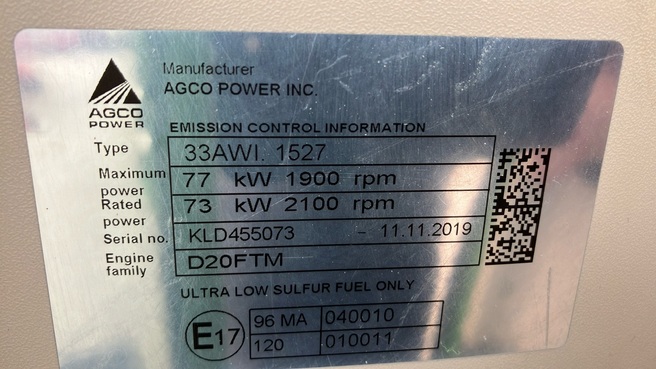 Manufacturer
AGCO POWER INC.
AGCO
POWER
EMISSION CONTROL INFORMATION
Type 33AWI. 1527
Maximum power 77 kW 1900 rpm
Rated power 73 kW 2100 rpm
Serial no. KLD455073 - 11.11.2019
Engine family D20FTM
ULTRA LOW SULFUR FUEL ONLY
E17
96 MA 040010
120 010011